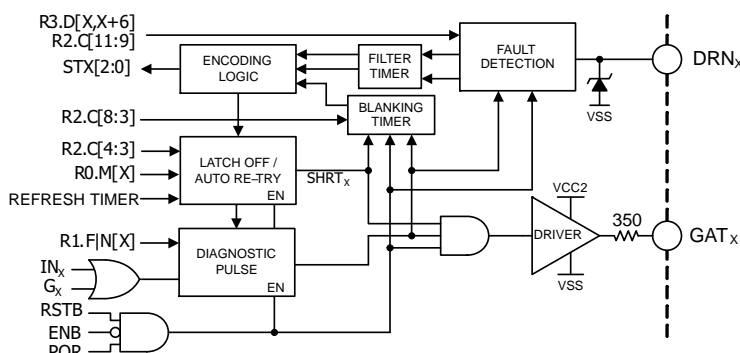 R3.D[X,X+6]
R2.C[11:9]
STX[2:0]
ENCODING
LOGIC
FILTER
TIMER
FAULT
DETECTION
DRNX
VSS
R2.C[8:3]
BLANKING
TIMER
R2.C[4:3]
R0.M[X]
REFRESH TIMER
LATCH OFF /
AUTO RE-TRY
EN
SHRTX
VCC2
350
GATX
DRIVER
VSS
R1.F|N[X]
DIAGNOSTIC
PULSE
EN
INX
GX
RSTB
ENB
POR